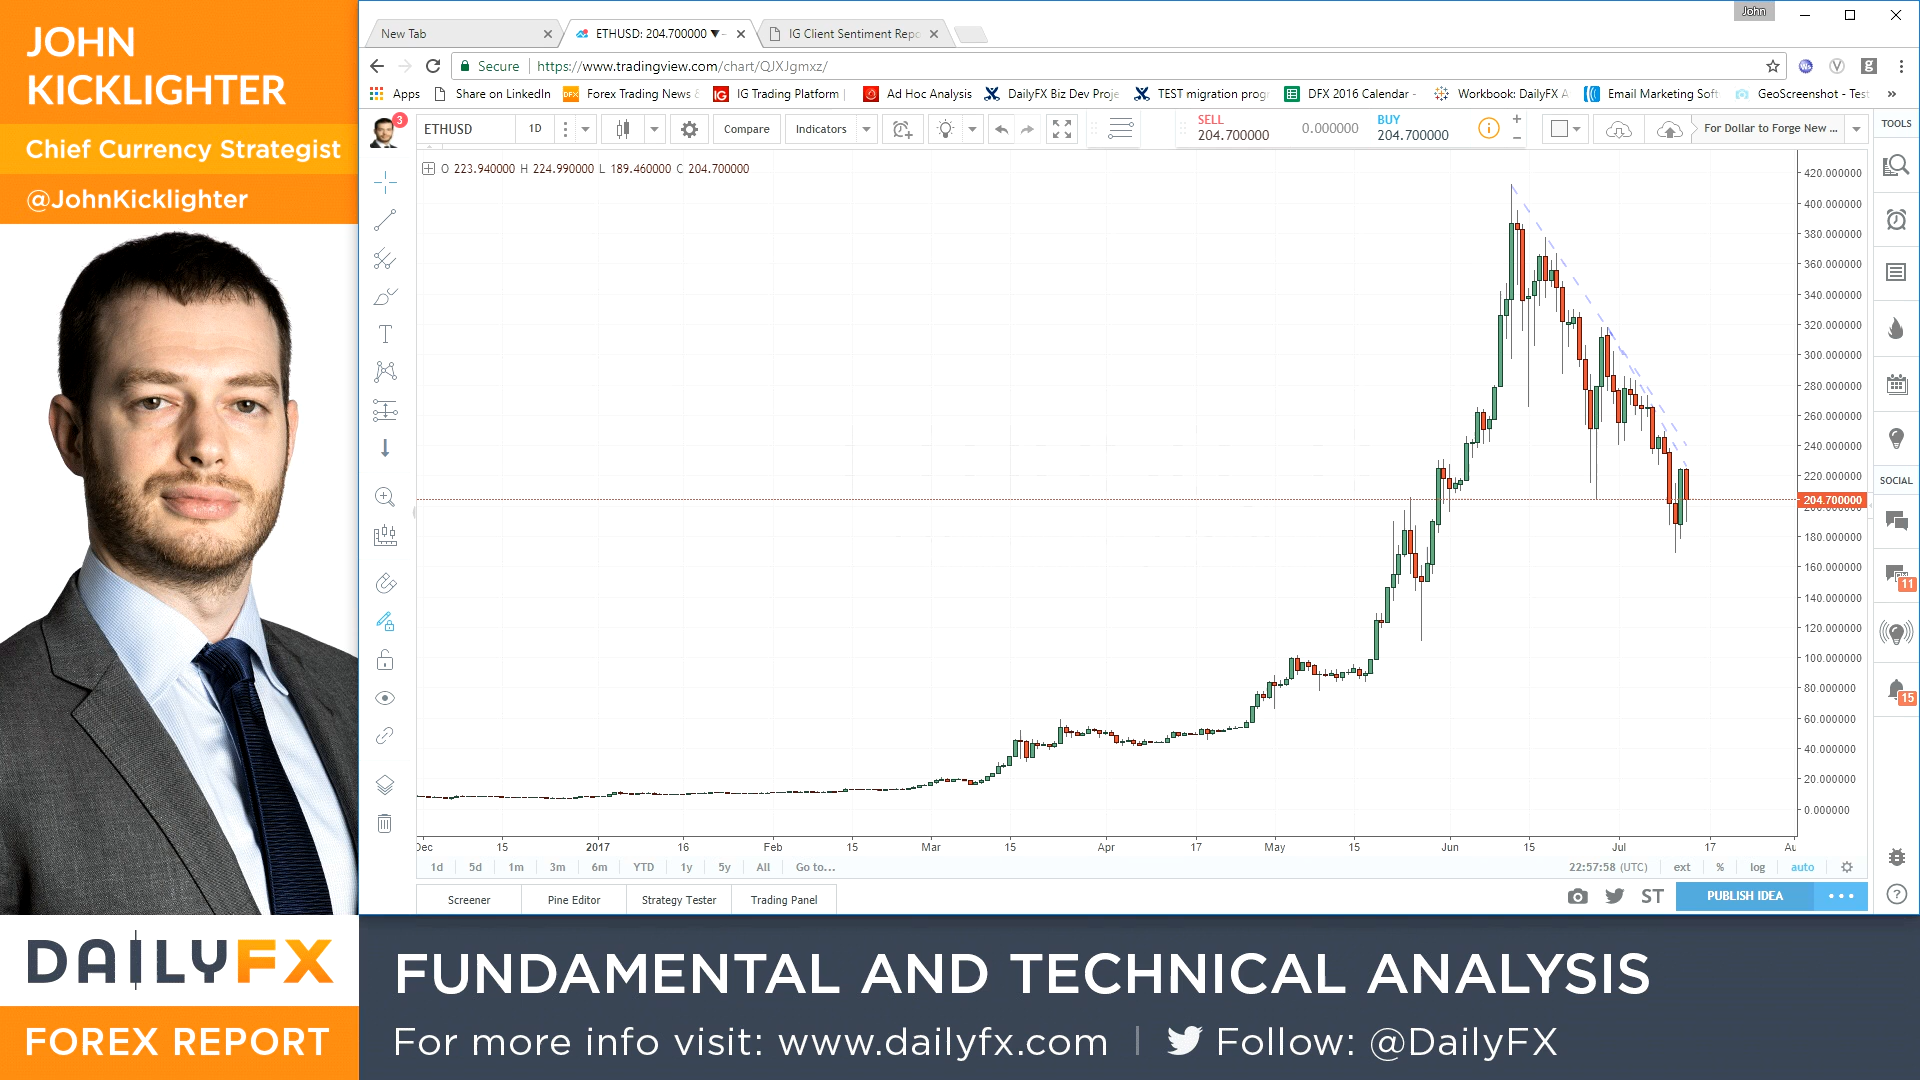 JOHN
KICKLIGHTER
Chief Currency Strategist
@JohnKicklighter
John
New Tab
ETHUSD: 204.700000 ▼ -
IG Client Sentiment Repo
Secure
https://www.tradingview.com/chart/QJXJgmxz/
Apps
Share on LinkedIn
Forex Trading News &
IG Trading Platform |
Ad Hoc Analysis
DailyFX Biz Dev Proje
TEST migration prog
DFX 2016 Calendar -
Workbook: DailyFX A
Email Marketing Soft
GeoScreenshot - Test
»
3
ETHUSD
1D
Compare
Indicators
SELL
204.700000
0.000000
BUY
204.700000
For Dollar to Forge New ...
TOOLS
O 223.940000 H 224.990000 L 189.460000 C 204.700000
420.000000
400.000000
380.000000
360.000000
340.000000
320.000000
300.000000
280.000000
260.000000
240.000000
220.000000
204.700000
180.000000
160.000000
140.000000
120.000000
100.000000
80.000000
60.000000
40.000000
20.000000
0.000000
SOCIAL
11
15
Dec
15
2017
16
Feb
15
Mar
15
Apr
17
May
15
Jun
15
Jul
17
Au
1d
5d
1m
3m
6m
YTD
1y
5y
All
Go to...
22:57:58 (UTC)
ext
%
log
auto
Screener
Pine Editor
Strategy Tester
Trading Panel
ST
PUBLISH IDEA
DAILYFX
FOREX REPORT
FUNDAMENTAL AND TECHNICAL ANALYSIS
For more info visit: www.dailyfx.com | Follow: @DailyFX